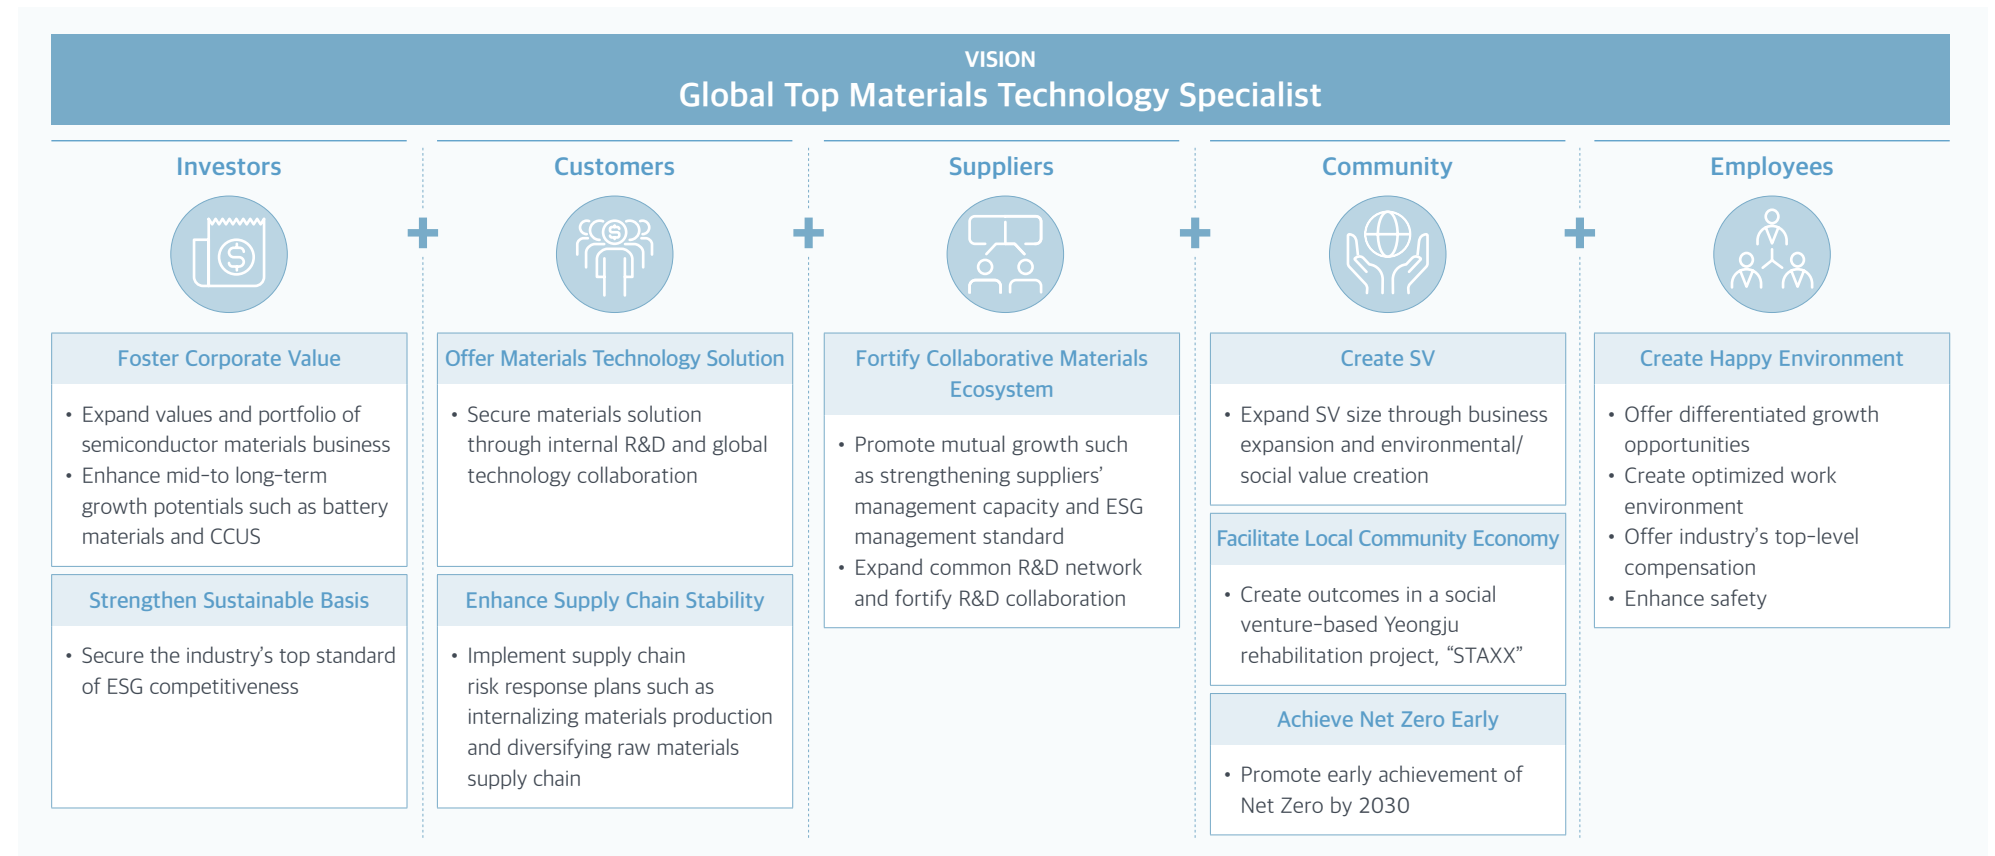 VISION
Global Top Materials Technology Specialist
Investors
Foster Corporate Value
• Expand values and portfolio of
semiconductor materials business
• Enhance mid-to long-term
growth potentials such as battery
materials and CCUS
Strengthen Sustainable Basis
• Secure the industry's top standard
of ESG competitiveness
Customers
Offer Materials Technology Solution
• Secure materials solution
through internal R&D and global
technology collaboration
Enhance Supply Chain Stability
• Implement supply chain
risk response plans such as
internalizing materials production
and diversifying raw materials
supply chain
Suppliers
Fortify Collaborative Materials
Ecosystem
• Promote mutual growth such
as strengthening suppliers'
management capacity and ESG
management standard
• Expand common R&D network
and fortify R&D collaboration
Community
Create SV
• Expand SV size through business
expansion and environmental/
social value creation
Facilitate Local Community Economy
• Create outcomes in a social
venture-based Yeongju
rehabilitation project, “STAXX”
Achieve Net Zero Early
• Promote early achievement of
Net Zero by 2030
Employees
Create Happy Environment
• Offer differentiated growth
opportunities
• Create optimized work
environment
• Offer industry's top-level
compensation
• Enhance safety